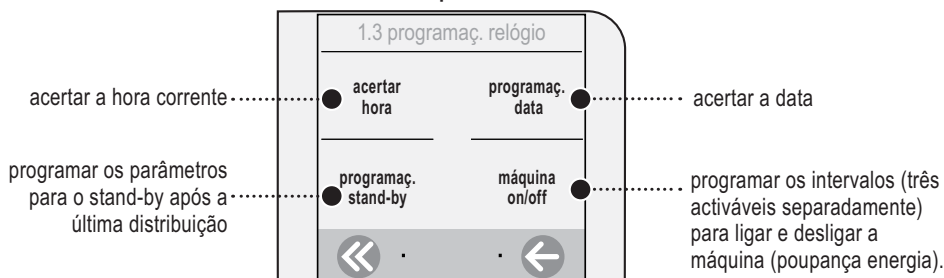 1.3 programaç. relógio
acertar a hora corrente
acertar
hora
programaç.
data
acertar a data
programar os parâmetros
para o stand-by após a
última distribuição
programaç.
stand-by
máquina
on/off
programar os intervalos (três
activáveis separadamente)
para ligar e desligar a
máquina (poupança energia).